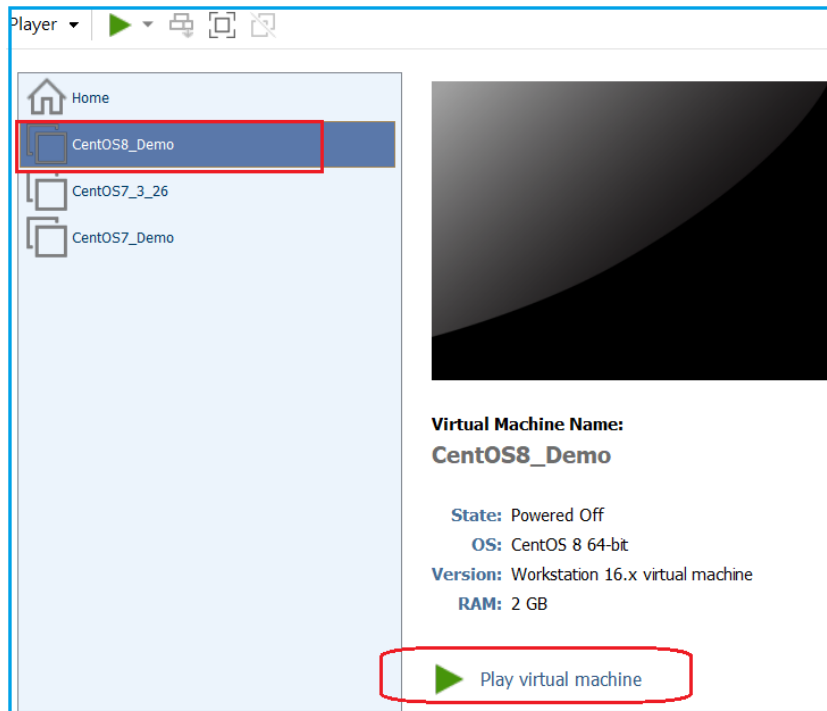 Player
Home
CentOS8_Demo
CentOS7_3_26
CentOS7_Demo
Virtual Machine Name:
CentOS8_Demo
State: Powered Off
OS: CentOS 8 64-bit
Version: Workstation 16.x virtual machine
RAM: 2 GB
Play virtual machine